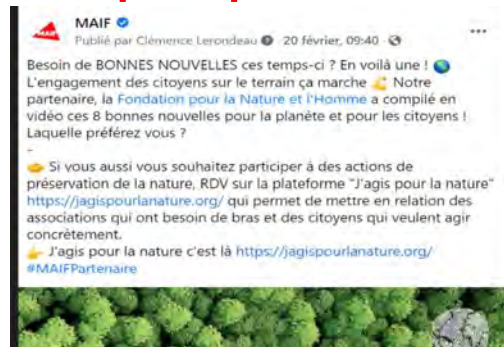 MAIF
Publié par Clémence Lerondeau · 20 février, 09:40 ·
Besoin de BONNES NOUVELLES ces temps-ci ? En voilà une ! 🌍
L'engagement des citoyens sur le terrain ça marche 💪 Notre
partenaire, la Fondation pour la Nature et l'Homme a compilé en
vidéo ces 8 bonnes nouvelles pour la planète et pour les citoyens !
Laquelle préférez vous ?
-
🤝 Si vous aussi vous souhaitez participer à des actions de
préservation de la nature, RDV sur la plateforme "J'agis pour la nature"
https://jagispourlanature.org/ qui permet de mettre en relation des
associations qui ont besoin de bras et des citoyens qui veulent agir
concrètement.
👉 J'agis pour la nature c'est là https://jagispourlanature.org/
#MAIFPartenaire